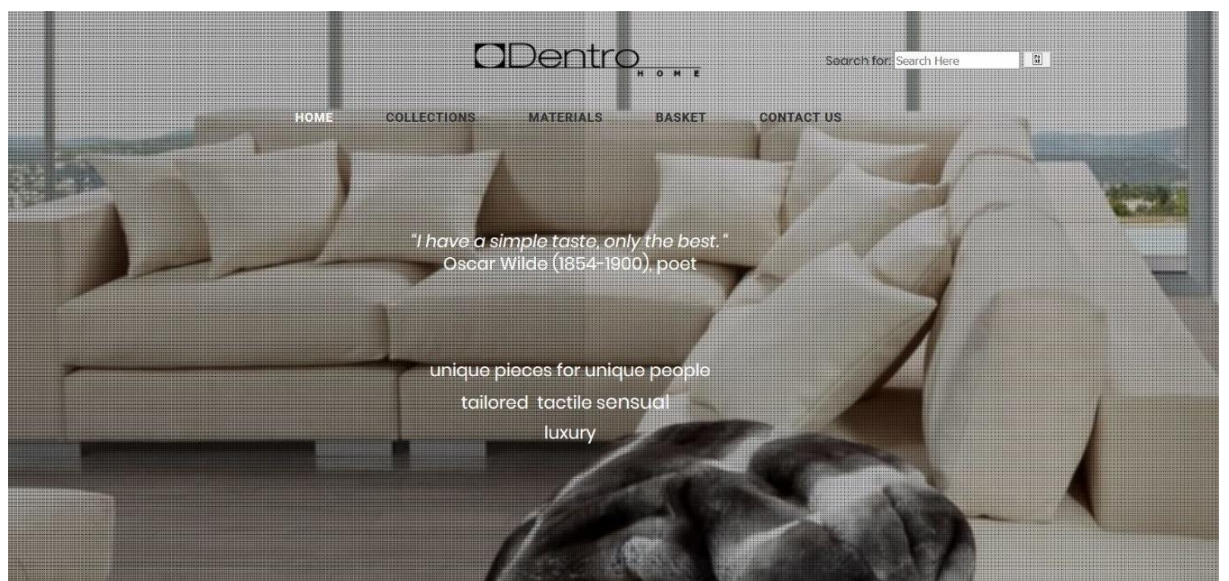 Dentro
HOME
Search for: Search Here
HOME COLLECTIONS MATERIALS BASKET CONTACT US
"I have a simple taste, only the best."
Oscar Wilde (1854-1900), poet
unique pieces for unique people
tailored tactile sensual
luxury